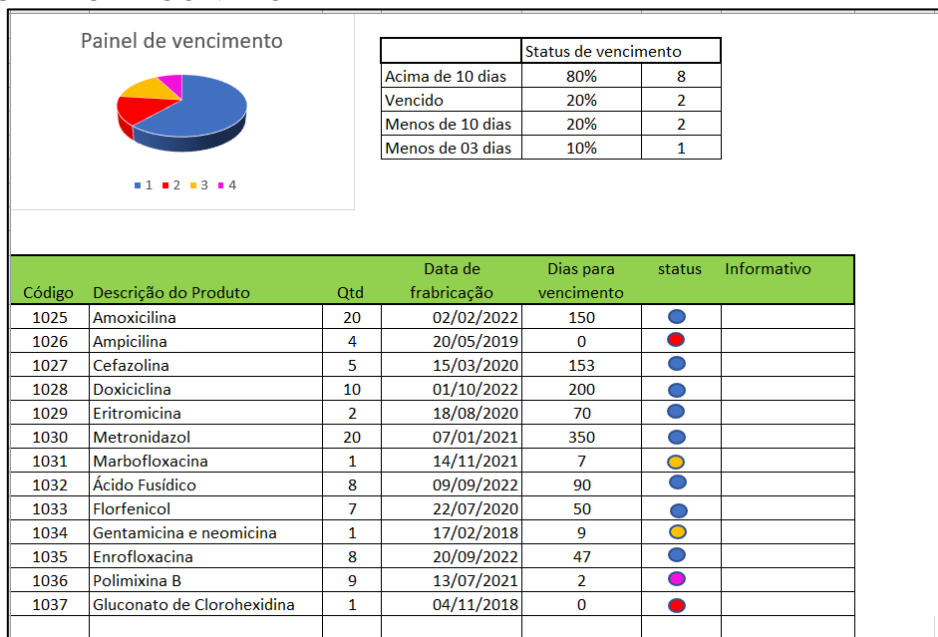 Painel de vencimento
1 2 3 4
Status de vencimento
Acima de 10 dias 80% 8
Vencido 20% 2
Menos de 10 dias 20% 2
Menos de 03 dias 10% 1
Código Descrição do Produto Qtd Data de frabricação Dias para vencimento status Informativo
1025 Amoxicilina 20 02/02/2022 150
1026 Ampicilina 4 20/05/2019 0
1027 Cefazolina 5 15/03/2020 153
1028 Doxiciclina 10 01/10/2022 200
1029 Eritromicina 2 18/08/2020 70
1030 Metronidazol 20 07/01/2021 350
1031 Marbofloxacina 1 14/11/2021 7
1032 Ácido Fusídico 8 09/09/2022 90
1033 Florfenicol 7 22/07/2020 50
1034 Gentamicina e neomicina 1 17/02/2018 9
1035 Enrofloxacina 8 20/09/2022 47
1036 Polimixina B 9 13/07/2021 2
1037 Gluconato de Clorohexidina 1 04/11/2018 0